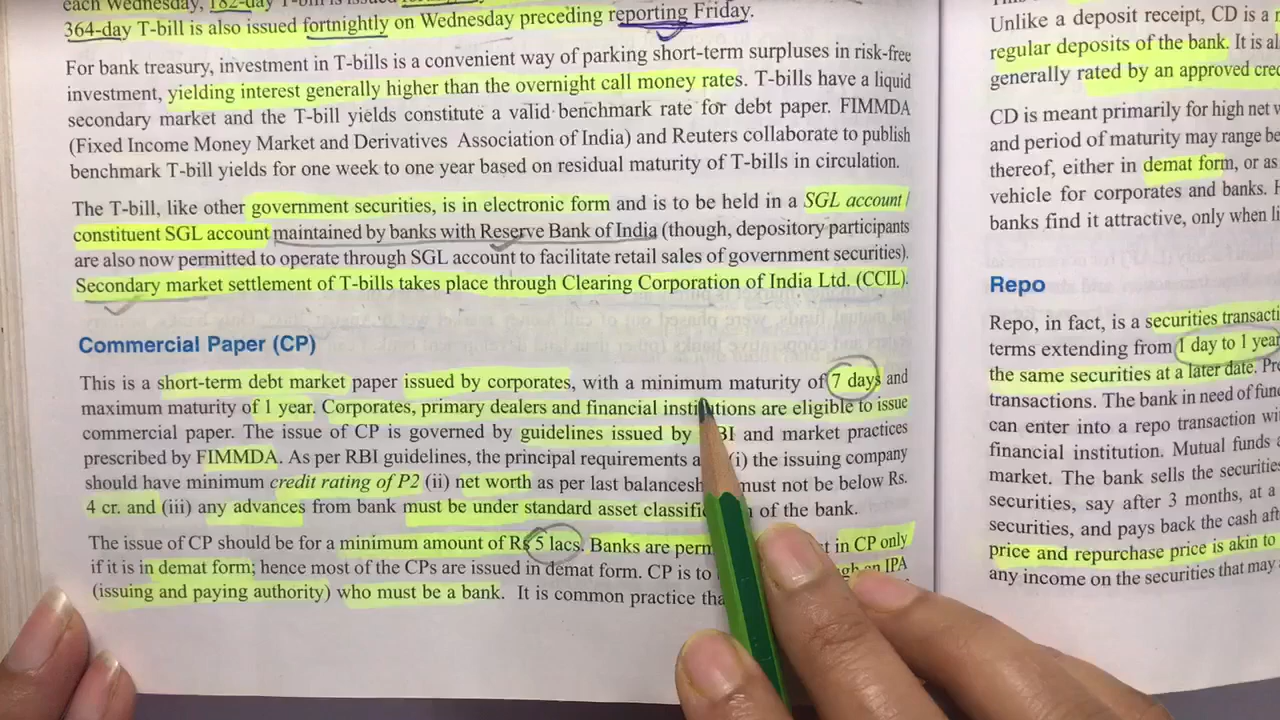 each Wednesday, 182-day T-bill is issued
364-day T-bill is also issued fortnightly on Wednesday preceding reporting Friday.
For bank treasury, investment in T-bills is a convenient way of parking short-term surpluses in risk-free
investment, yielding interest generally higher than the overnight call money rates. T-bills have a liquid
secondary market and the T-bill yields constitute a valid benchmark rate for debt paper. FIMMDA
(Fixed Income Money Market and Derivatives Association of India) and Reuters collaborate to publish
benchmark T-bill yields for one week to one year based on residual maturity of T-bills in circulation.
The T-bill, like other government securities, is in electronic form and is to be held in a SGL account/
constituent SGL account maintained by banks with Reserve Bank of India (though, depository participants
are also now permitted to operate through SGL account to facilitate retail sales of government securities).
Secondary market settlement of T-bills takes place through Clearing Corporation of India Ltd. (CCIL).
Commercial Paper (CP)
This is a short-term debt market paper issued by corporates, with a minimum maturity of 7 days and
maximum maturity of 1 year. Corporates, primary dealers and financial institutions are eligible to issue
commercial paper. The issue of CP is governed by guidelines issued by and market practices
prescribed by FIMMDA. As per RBI guidelines, the principal requirements (i) the issuing company
should have minimum credit rating of P2 (ii) net worth as per last must not be below Rs.
4 cr. and (iii) any advances from bank must be under standard asset of the bank.
The issue of CP should be for a minimum amount of Rs 5 lacs. Banks are in CP only
if it is in demat form; hence most of the CPs are issued in demat form. CP is to IPA
(issuing and paying authority) who must be a bank. It is common practice
Unlike a deposit receipt, CD is a
regular deposits of the bank. It is
generally rated by an approved
CD is meant primarily for high net
and period of maturity may range
thereof, either in demat form, or as
vehicle for corporates and banks.
banks find it attractive, only when
Repo
Repo, in fact, is a securities
terms extending from 1 day to 1 year
the same securities at a later date.
transactions. The bank in need of
can enter into a repo transaction
financial institution. Mutual funds
market. The bank sells the
securities, say after 3 months, at a
securities, and pays back the cash
price and repurchase price is akin to
any income on the securities that may